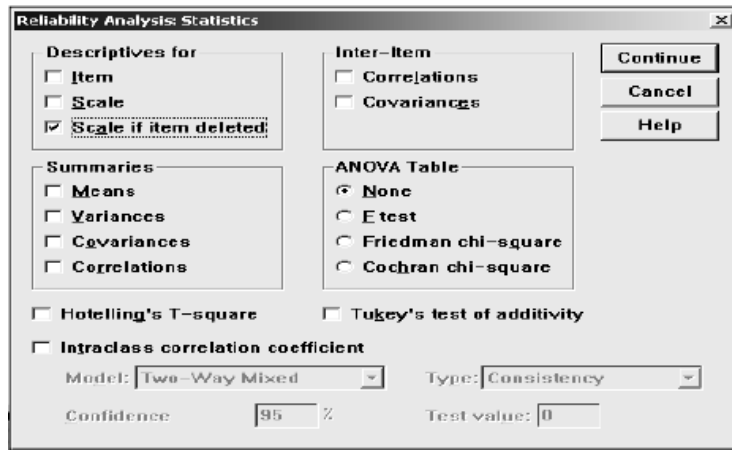 Reliability Analysis: Statistics
Descriptives for
Item
Scale
Scale if item deleted
Inter-Item
Correlations
Covariances
Continue
Cancel
Help
Summaries
Means
Variances
Covariances
Correlations
ANOVA Table
None
F test
Friedman chi-square
Cochran chi-square
Hotelling's T-square
Tukey's test of additivity
Intraclass correlation coefficient
Model: Two-Way Mixed
Type: Consistency
Confidence 95 %
Test value: 0